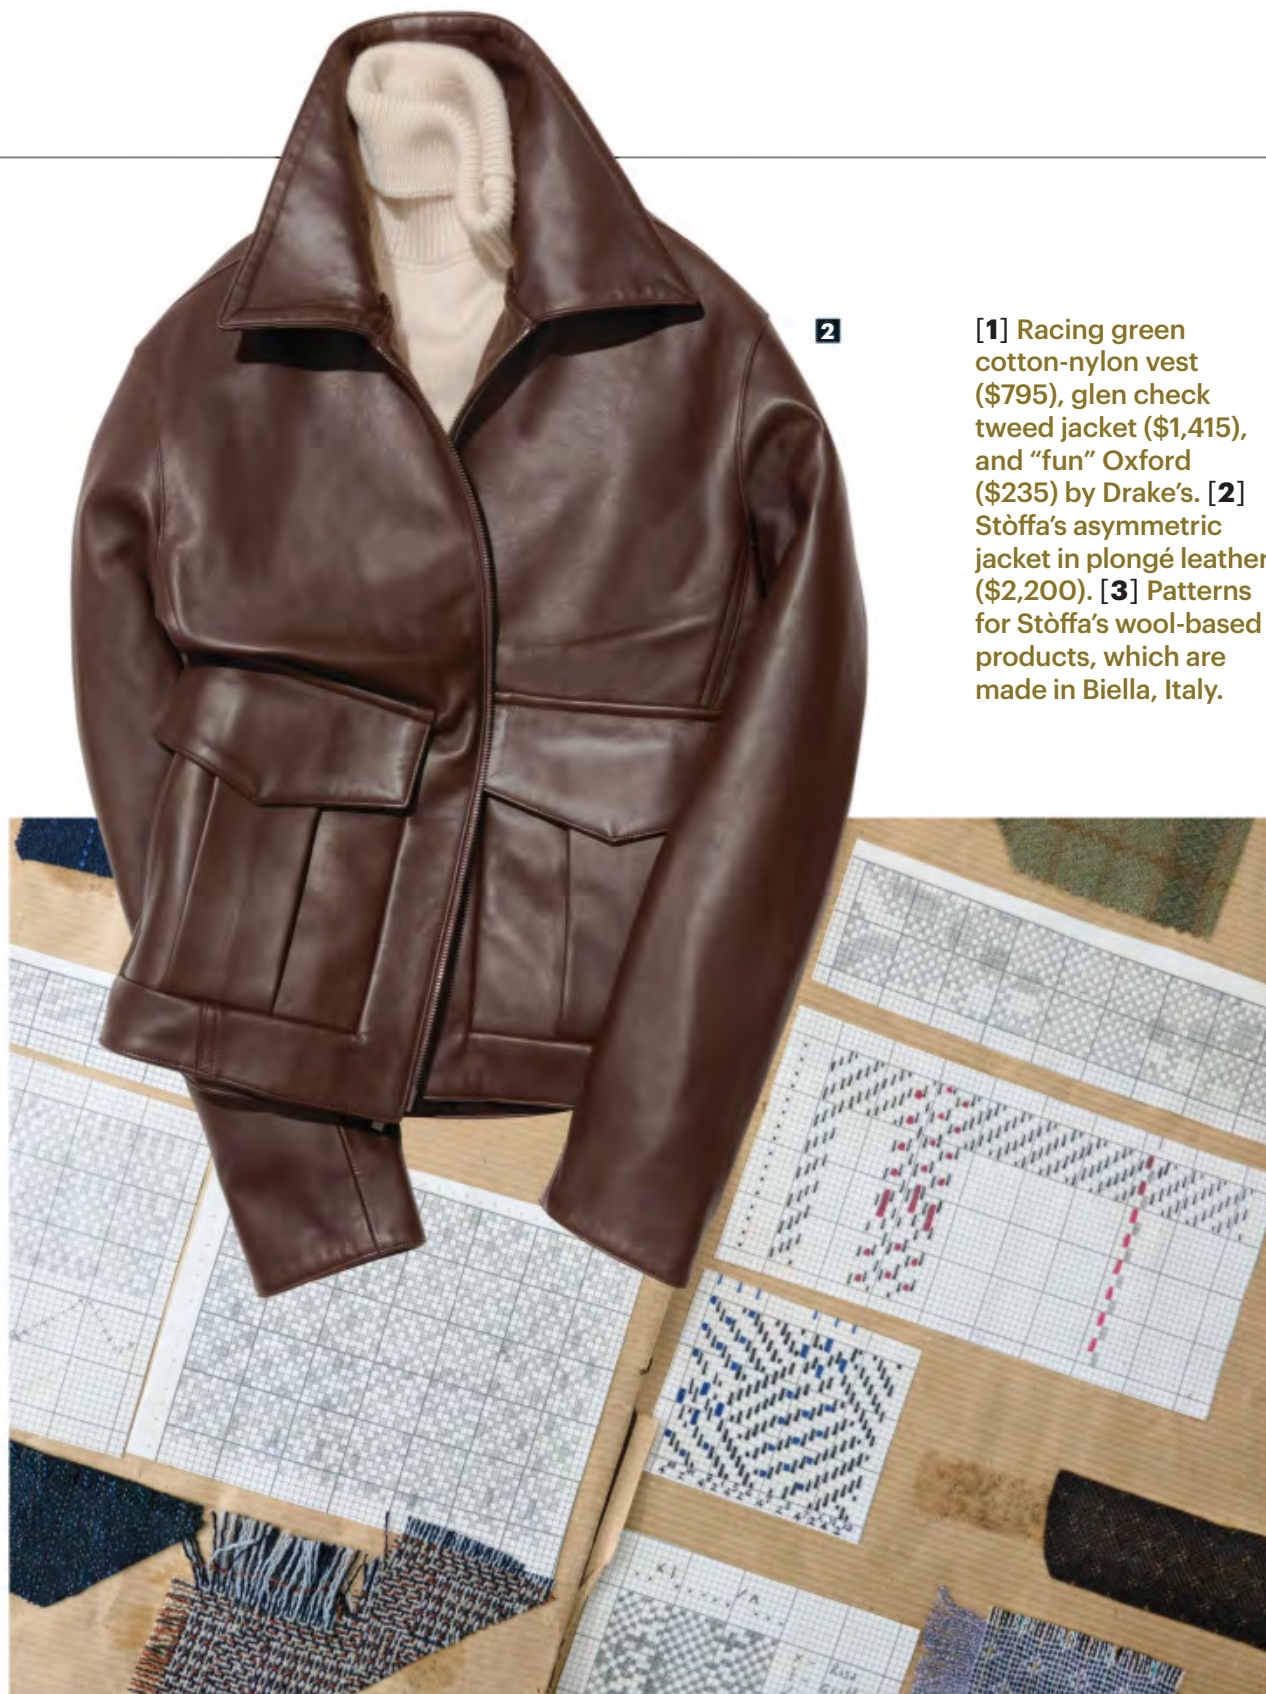 2
[1] Racing green
cotton-nylon vest
($795), glen check
tweed jacket ($1,415),
and “fun” Oxford
($235) by Drake’s. [2]
Stòffa’s asymmetric
jacket in plongé leather
($2,200). [3] Patterns
for Stòffa’s wool-based
products, which are
made in Biella, Italy.